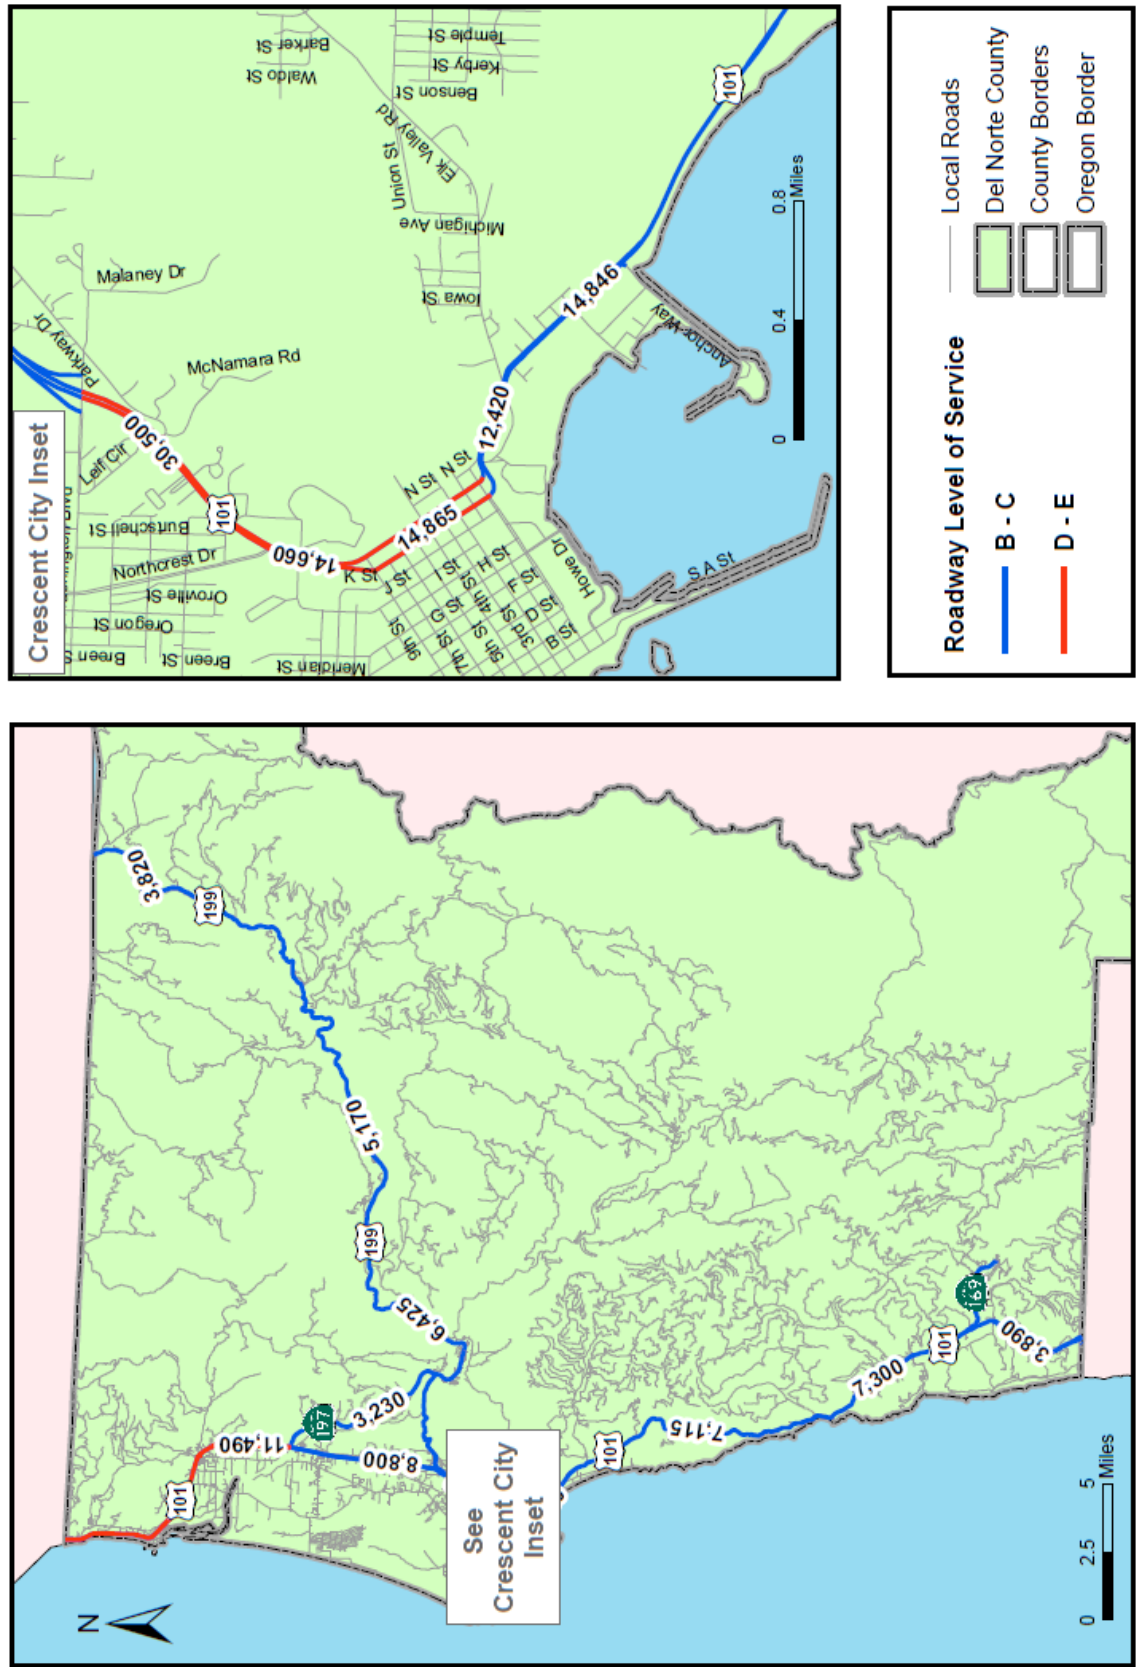 Crescent City Inset
101
101
30,500
14,660
14,865
12,420
14,846
Parkway Dr
Malaney Dr
McNamara Rd
Leif Cir
Burtschell St
Northcrest Dr
Oroville St
Oregon St
Breen St
Breen St
Meridian St
K St
J St
I St
H St
G St
F St
D St
B St
9th St
7th St
5th St
4th St
3rd St
N St
N St
Howe Dr
S A St
Anchor Way
Iowa St
Michigan Ave
Union St
Elk Valley Rd
Benson St
Kerby St
Temple St
Waldo St
Barker St
0
0.4
0.8
Miles
Roadway Level of Service
B - C
D - E
Local Roads
Del Norte County
County Borders
Oregon Border
N
101
11,490
197
3,230
8,800
6,425
199
5,170
199
3,820
See
Crescent City
Inset
101
7,115
7,300
101
169
3,890
0
2.5
5
Miles